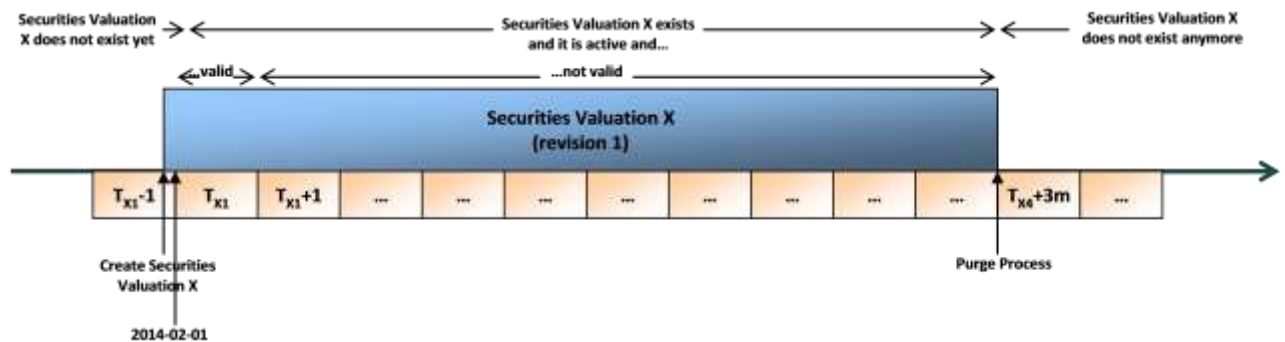 Securities Valuation
X does not exist yet
Securities Valuation X exists
and it is active and...
Securities Valuation X
does not exist anymore
...valid
...not valid
Securities Valuation X
(revision 1)
TX1-1
TX1
TX1+1
...
...
...
...
...
...
...
...
TX4+3m
...
Create Securities
Valuation X
Purge Process
2014-02-01